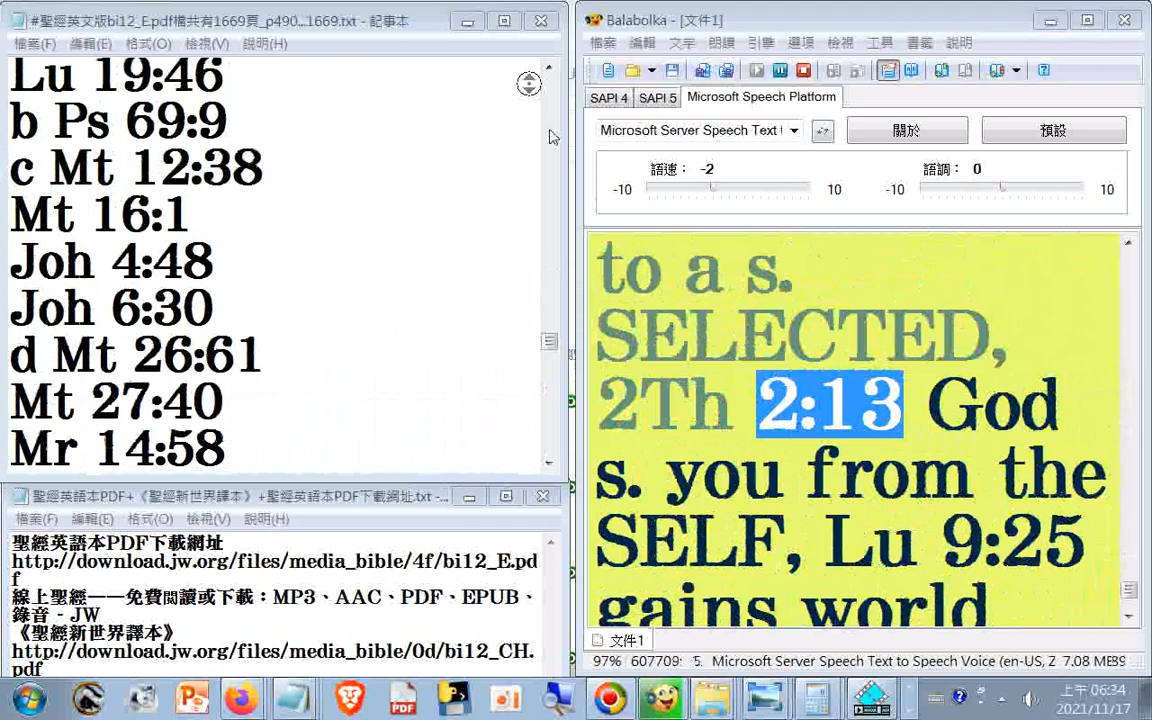 #聖經英文版bi12_E.pdf檔共有1669頁_p490...1669.txt - 記事本
檔案(F) 編輯(E) 格式(O) 檢視(V) 說明(H)
Lu 19:46
b Ps 69:9
c Mt 12:38
Mt 16:1
Joh 4:48
Joh 6:30
d Mt 26:61
Mt 27:40
Mr 14:58
聖經英語本PDF+《聖經新世界譯本》+聖經英語本PDF下載網址.txt -...
檔案(F) 編輯(E) 格式(O) 檢視(V) 說明(H)
聖經英語本PDF下載網址
http://download.jw.org/files/media_bible/4f/bi12_E.pd
f
線上聖經——免費閱讀或下載：MP3、AAC、PDF、EPUB、
錄音 - JW
《聖經新世界譯本》
http://download.jw.org/files/media_bible/0d/bi12_CH.
pdf
Balabolka - [文件1]
檔案 編輯 文字 朗讀 引擎 選項 檢視 工具 書籤 說明
SAPI 4 SAPI 5 Microsoft Speech Platform
Microsoft Server Speech Text 關於 預設
語速： -2 語調： 0
-10 10 -10 10
to a s.
SELECTED,
2Th 2:13 God
s. you from the
SELF, Lu 9:25
gains world
文件1
97% 607709: 5. Microsoft Server Speech Text to Speech Voice (en-US, Z 7.08 MB
上午 06:34
2021/11/17